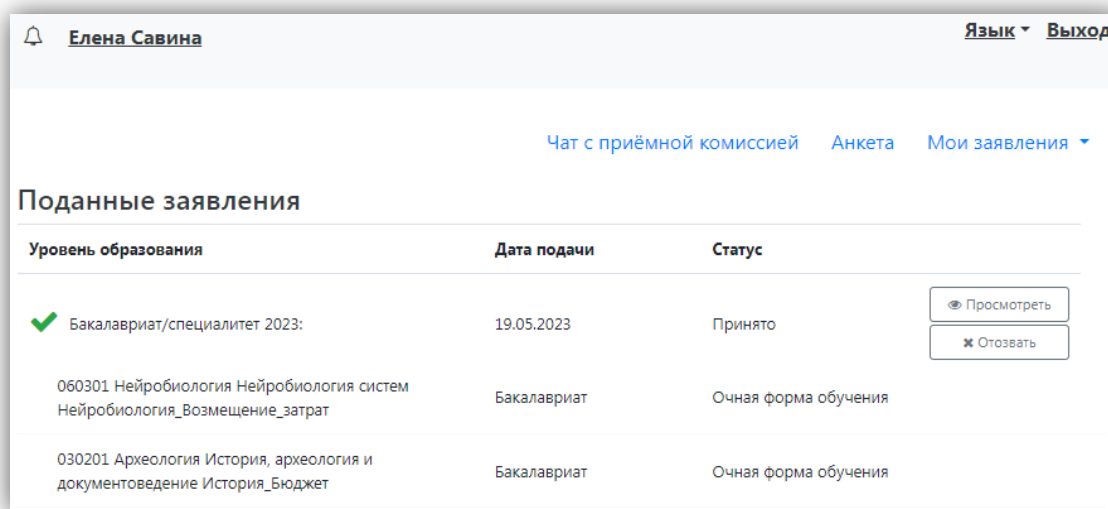 Елена Савина
Язык Выход
Чат с приёмной комиссией Анкета Мои заявления
Поданные заявления
Уровень образования Дата подачи Статус
Бакалавриат/специалитет 2023: 19.05.2023 Принято
Просмотреть
Отозвать
060301 Нейробиология Нейробиология систем
Нейробиология_Возмещение_затрат
Бакалавриат Очная форма обучения
030201 Археология История, археология и
документоведение История_Бюджет
Бакалавриат Очная форма обучения